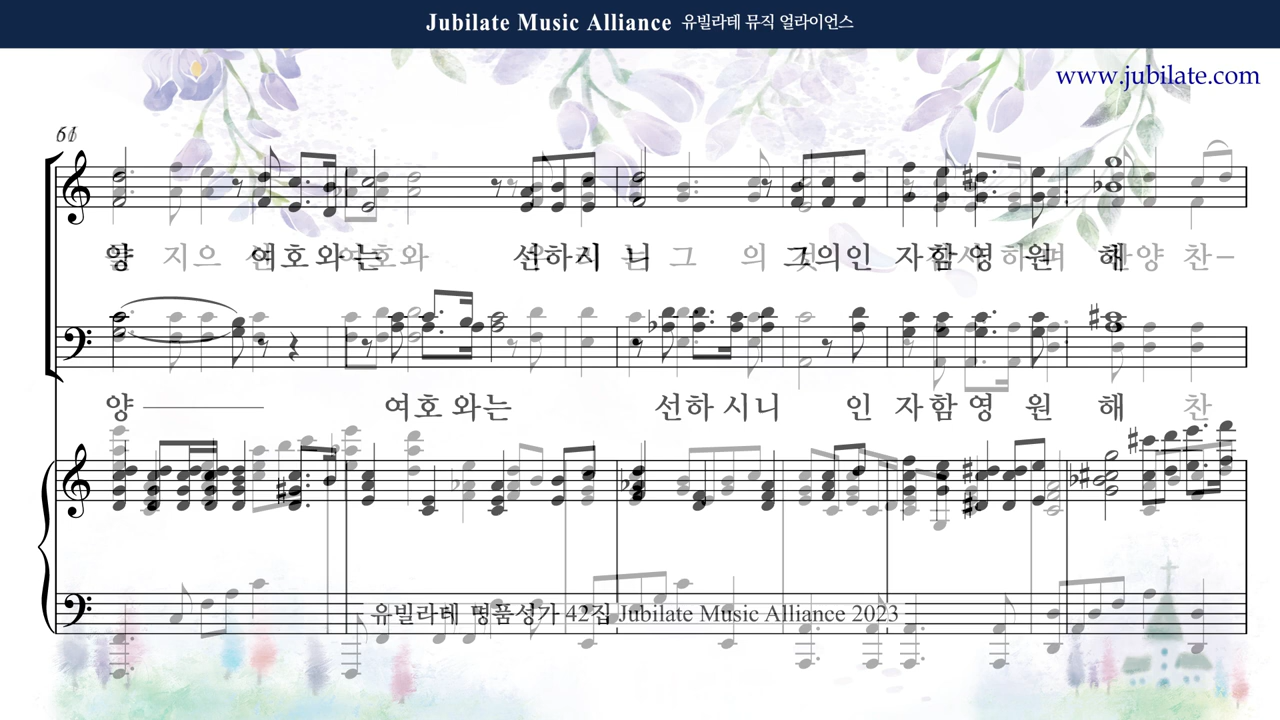 Jubilate Music Alliance 유빌라테 뮤직 얼라이언스
www.jubilate.com
양 여호와는 선하시 니 그의인 자함 영 원 해
양 여호 와는 선하 시니 인 자함 영 원 해 찬
유빌라테 명품성가 42집 Jubilate Music Alliance 2023